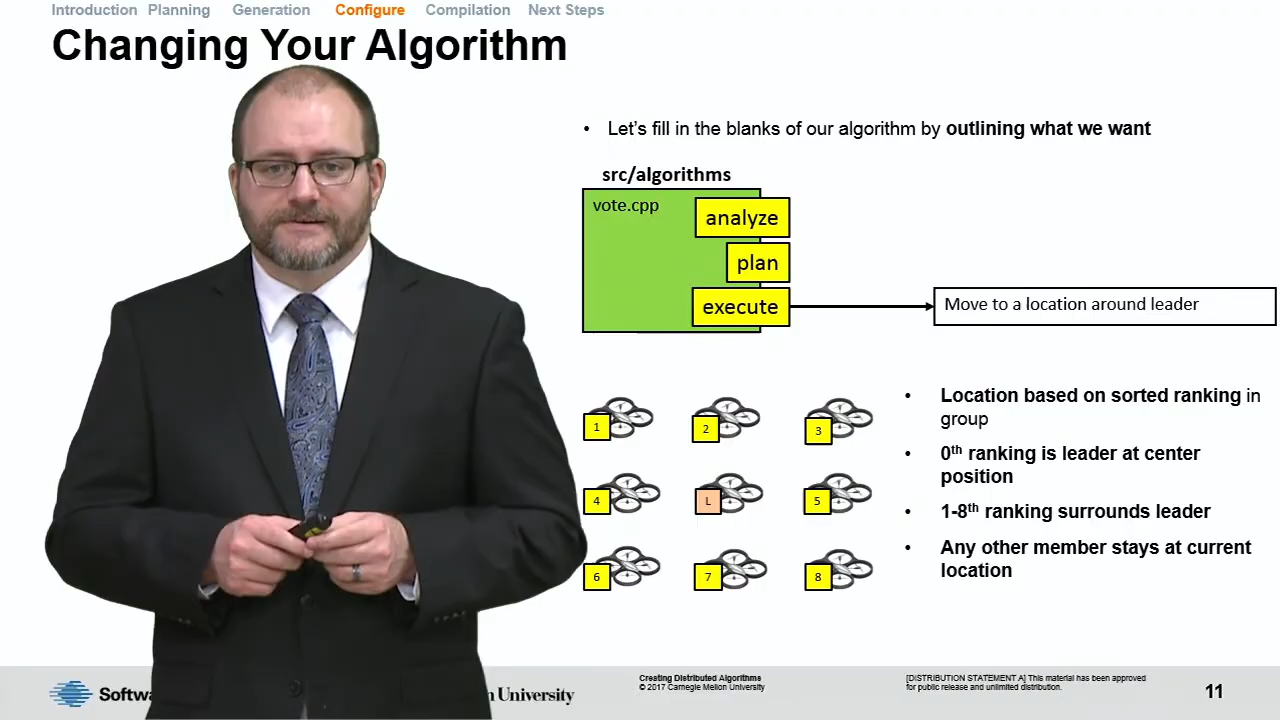 Introduction Planning Generation Configure Compilation Next Steps
Changing Your Algorithm
• Let's fill in the blanks of our algorithm by outlining what we want
src/algorithms
vote.cpp
analyze
plan
execute
Move to a location around leader
1 2 3
4 L 5
6 7 8
• Location based on sorted ranking in
group
• 0th ranking is leader at center
position
• 1-8th ranking surrounds leader
• Any other member stays at current
location
Softwa
n University
Creating Distributed Algorithms
© 2017 Carnegie Mellon University
[DISTRIBUTION STATEMENT A] This material has been approved
for public release and unlimited distribution.
11